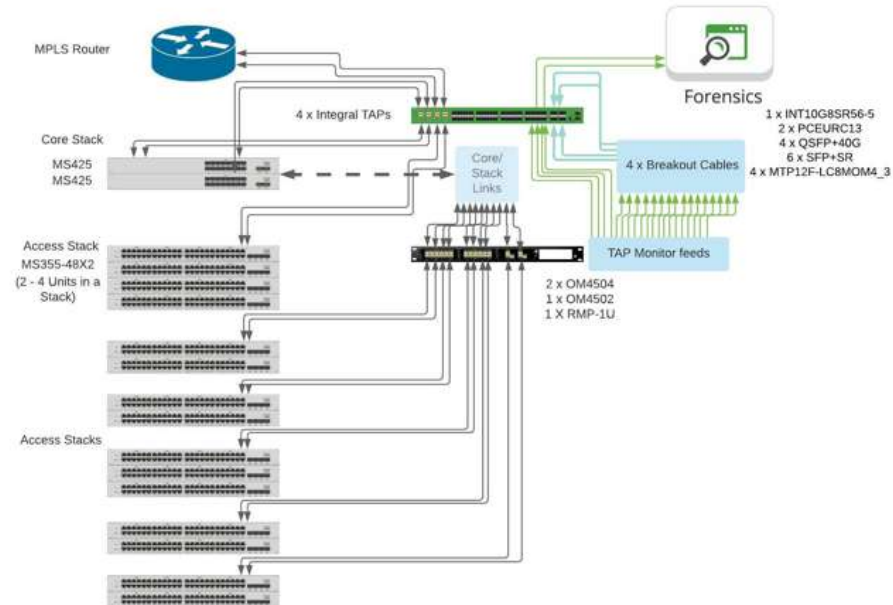 MPLS Router
4 x Integral TAPs
Forensics
1 x INT10G8SR56-5
2 x PCEURC13
4 x QSFP+40G
6 x SFP+SR
4 x MTP12F-LC8MOM4_3
Core Stack
MS425
MS425
Core/
Stack
Links
4 x Breakout Cables
Access Stack
MS355-48X2
(2 - 4 Units in a
Stack)
TAP Monitor feeds
2 x OM4504
1 x OM4502
1 X RMP-1U
Access Stacks